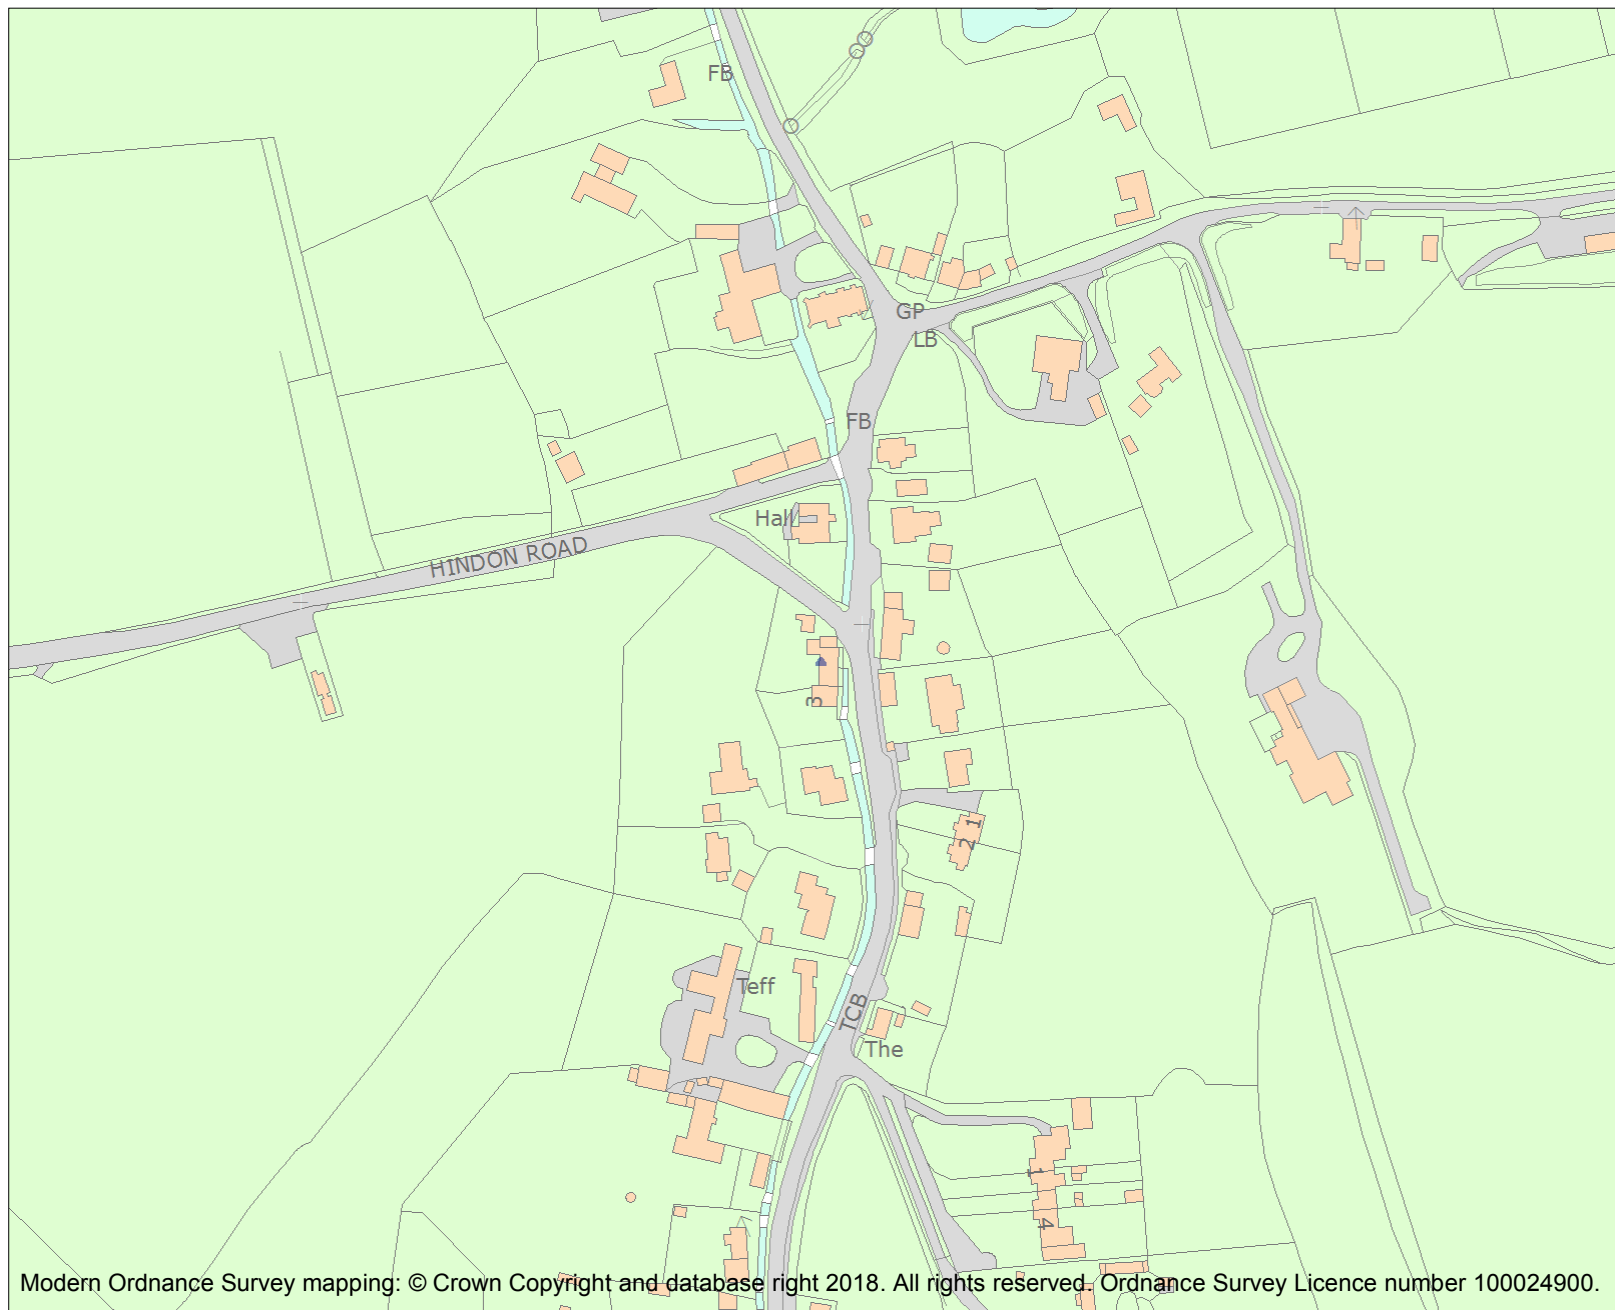 FB
GP
LB
FB
Hall
HINDON ROAD
3
1
2
Teff
TCB
The
1
4
Modern Ordnance Survey mapping: © Crown Copyright and database right 2018. All rights reserved. Ordnance Survey Licence number 100024900.